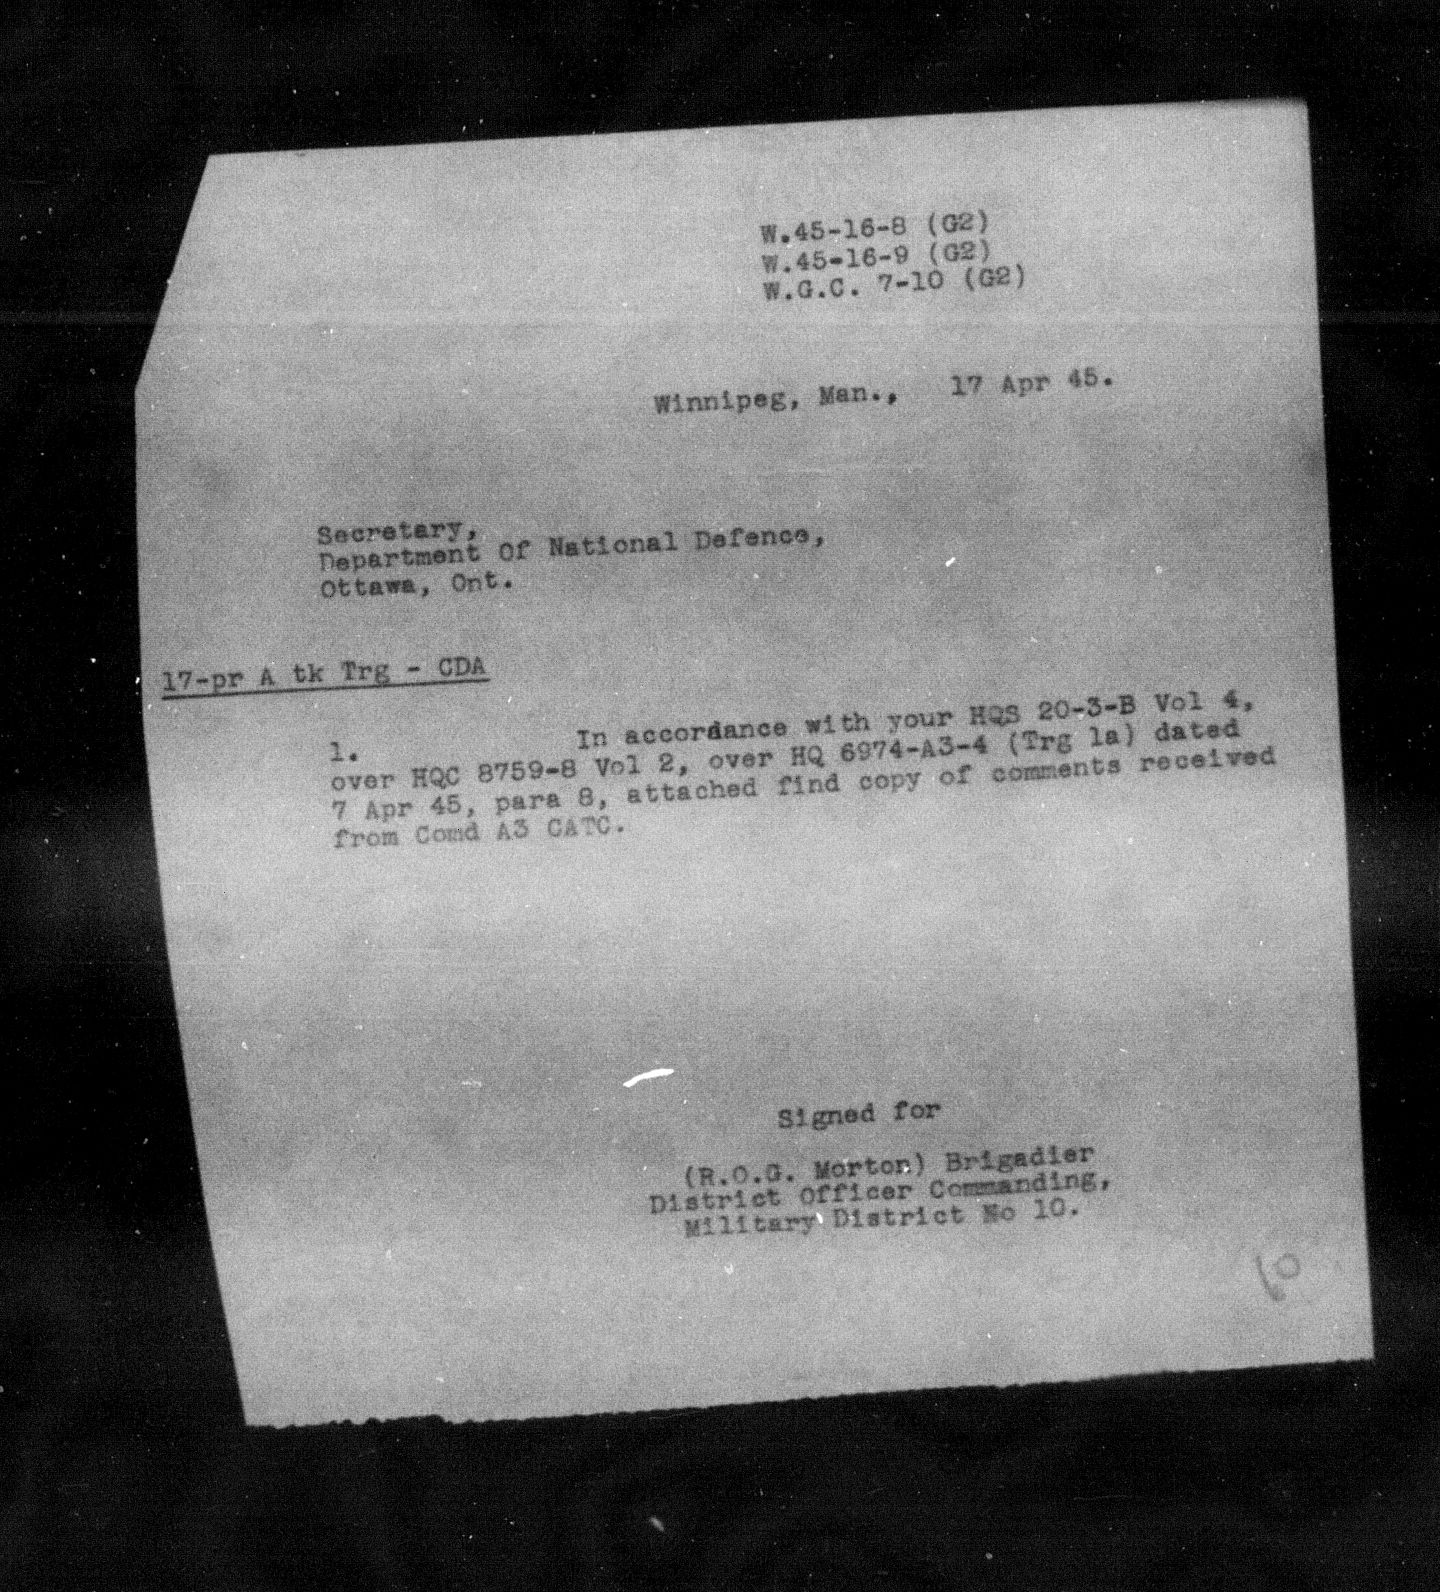 W.45-16-8 (G2)
W.45-16-9 (G2)
W.G.C. 7-10 (G2)
Winnipeg, Man., 17 Apr 45.
Secretary,
Department Of National Defence,
Ottawa, Ont.
17-pr A tk Trg - CDA
1. In accordance with your HQS 20-3-B Vol 4,
over HQC 8759-8 Vol 2, over HQ 6974-A3-4 (Trg 1a) dated
7 Apr 45, para 8, attached find copy of comments received
from Comd A3 CATC.
Signed for
(R.O.G. Morton) Brigadier
District Officer Commanding,
Military District No 10.